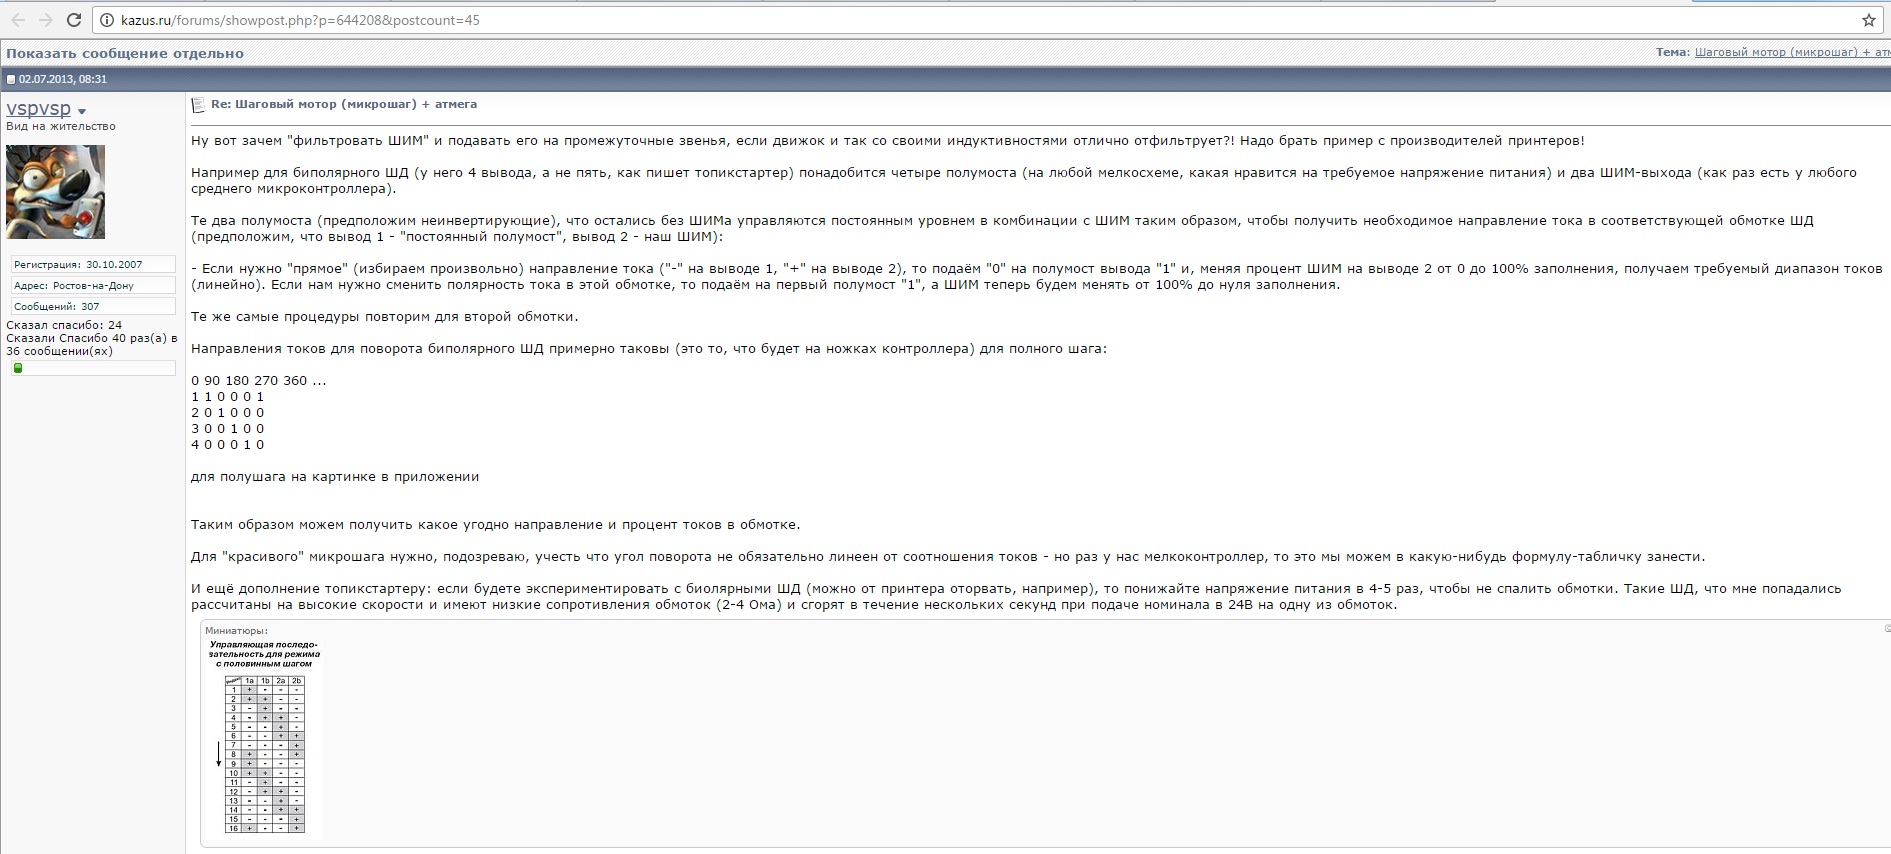 kazus.ru/forums/showpost.php?p=644208&postcount=45
Показать сообщение отдельно
Тема: Шаговый мотор (микрошаг) + атм
02.07.2013, 08:31
vspvsp
Вид на жительство
Регистрация: 30.10.2007
Адрес: Ростов-на-Дону
Сообщений: 307
Сказал спасибо: 24
Сказали Спасибо 40 раз(а) в
36 сообщении(ях)
Re: Шаговый мотор (микрошаг) + атмега
Ну вот зачем "фильтровать ШИМ" и подавать его на промежуточные звенья, если движок и так со своими индуктивностями отлично отфильтрует?! Надо брать пример с производителей принтеров!
Например для биполярного ШД (у него 4 вывода, а не пять, как пишет топикстартер) понадобится четыре полумоста (на любой мелкосхеме, какая нравится на требуемое напряжение питания) и два ШИМ-выхода (как раз есть у любого
среднего микроконтроллера).
Те два полумоста (предположим неинвертирующие), что остались без ШИМа управляются постоянным уровнем в комбинации с ШИМ таким образом, чтобы получить необходимое направление тока в соответствующей обмотке ШД
(предположим, что вывод 1 - "постоянный полумост", вывод 2 - наш ШИМ):
- Если нужно "прямое" (избираем произвольно) направление тока ("-" на выводе 1, "+" на выводе 2), то подаём "0" на полумост вывода "1" и, меняя процент ШИМ на выводе 2 от 0 до 100% заполнения, получаем требуемый диапазон токов
(линейно). Если нам нужно сменить полярность тока в этой обмотке, то подаём на первый полумост "1", а ШИМ теперь будем менять от 100% до нуля заполнения.
Те же самые процедуры повторим для второй обмотки.
Направления токов для поворота биполярного ШД примерно таковы (это то, что будет на ножках контроллера) для полного шага:
0 90 180 270 360 ...
1 1 0 0 0 1
2 0 1 0 0 0
3 0 0 1 0 0
4 0 0 0 1 0
для полушага на картинке в приложении
Таким образом можем получить какое угодно направление и процент токов в обмотке.
Для "красивого" микрошага нужно, подозреваю, учесть что угол поворота не обязательно линеен от соотношения токов - но раз у нас мелкоконтроллер, то это мы можем в какую-нибудь формулу-табличку занести.
И ещё дополнение топикстартеру: если будете экспериментировать с биолярными ШД (можно от принтера оторвать, например), то понижайте напряжение питания в 4-5 раз, чтобы не спалить обмотки. Такие ШД, что мне попадались
рассчитаны на высокие скорости и имеют низкие сопротивления обмоток (2-4 Ома) и сгорят в течение нескольких секунд при подаче номинала в 24В на одну из обмоток.
Миниатюры:
Управляющая последо-
вательность для режима
с половинным шагом
1a 1b 2a 2b
1 + - - -
2 + + - -
3 - + - -
4 - + + -
5 - - + -
6 - - + +
7 - - - +
8 + - - +
9 + - - -
10 + + - -
11 - + - -
12 - + + -
13 - - + -
14 - - + +
15 - - - +
16 + - - +